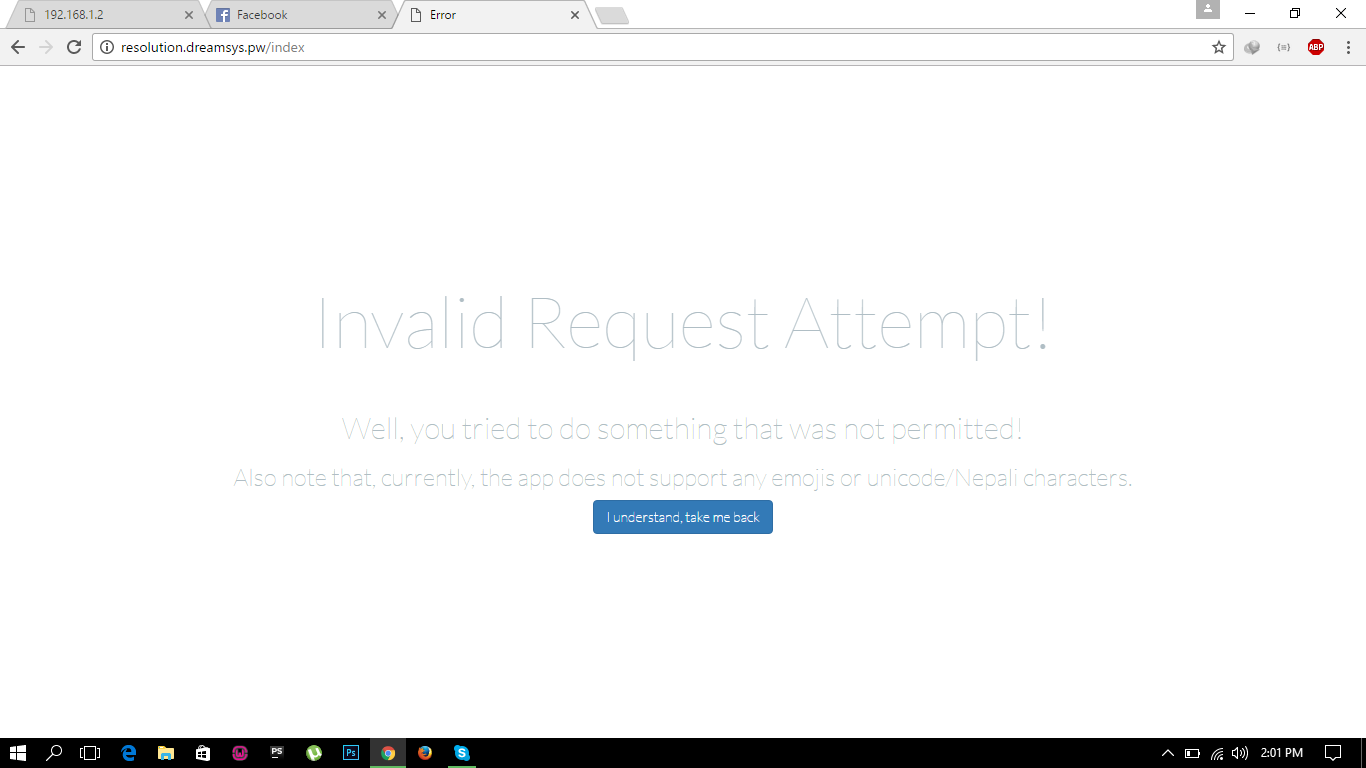 192.168.1.2
Facebook
Error
resolution.dreamsys.pw/index
ABP
Invalid Request Attempt!
Well, you tried to do something that was not permitted!
Also note that, currently, the app does not support any emojis or unicode/Nepali characters.
I understand, take me back
PS
Ps
2:01 PM